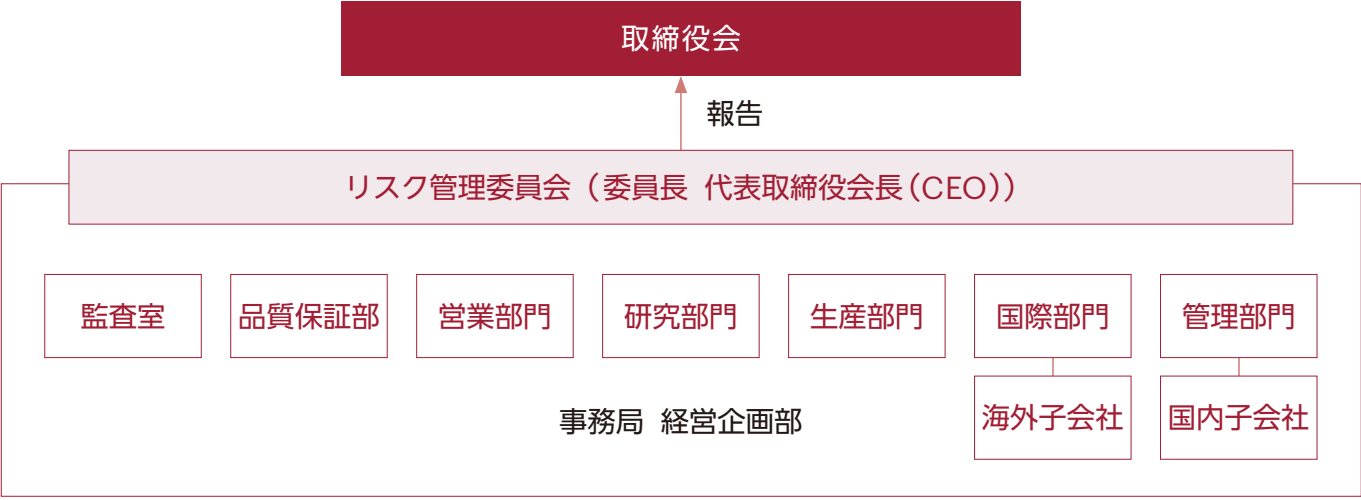 取締役会
報告
リスク管理委員会（委員長 代表取締役会長（CEO））
監査室
品質保証部
営業部門
研究部門
生産部門
国際部門
管理部門
海外子会社
国内子会社
事務局 経営企画部